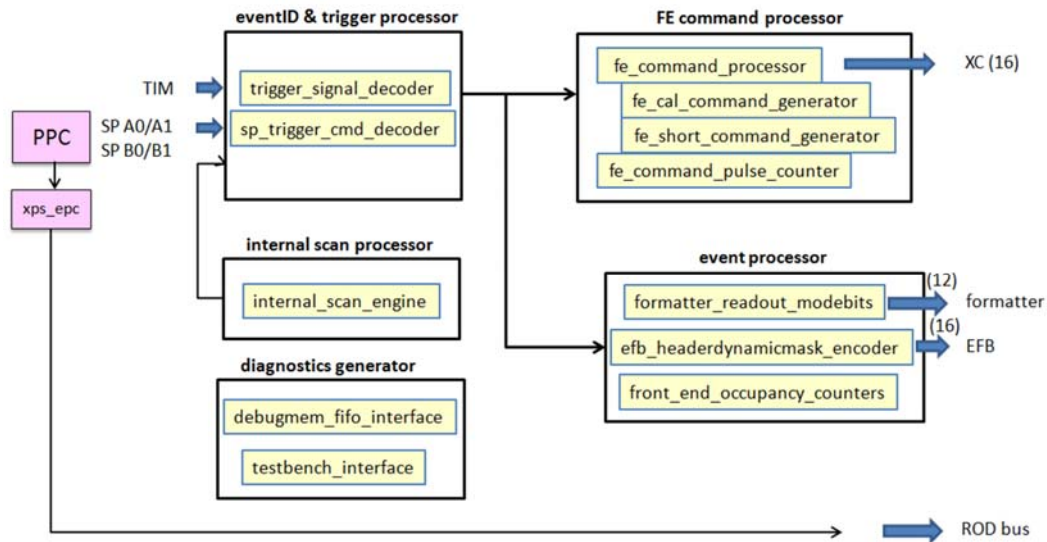 eventID & trigger processor
TIM
trigger_signal_decoder
SP A0/A1
SP B0/B1
sp_trigger_cmd_decoder
PPC
xps_epc
internal scan processor
internal_scan_engine
diagnostics generator
debugmem_fifo_interface
testbench_interface
FE command processor
fe_command_processor
XC (16)
fe_cal_command_generator
fe_short_command_generator
fe_command_pulse_counter
event processor
formatter_readout_modebits
(12)
formatter
efb_headerdynamicmask_encoder
(16)
EFB
front_end_occupancy_counters
ROD bus